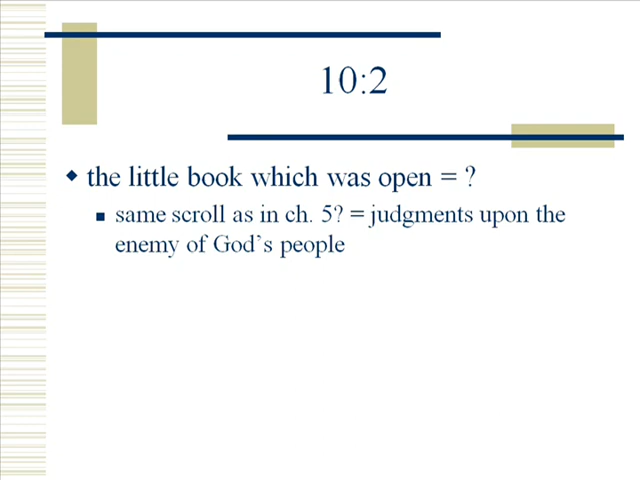 10:2
the little book which was open = ?
same scroll as in ch. 5? = judgments upon the
enemy of God's people